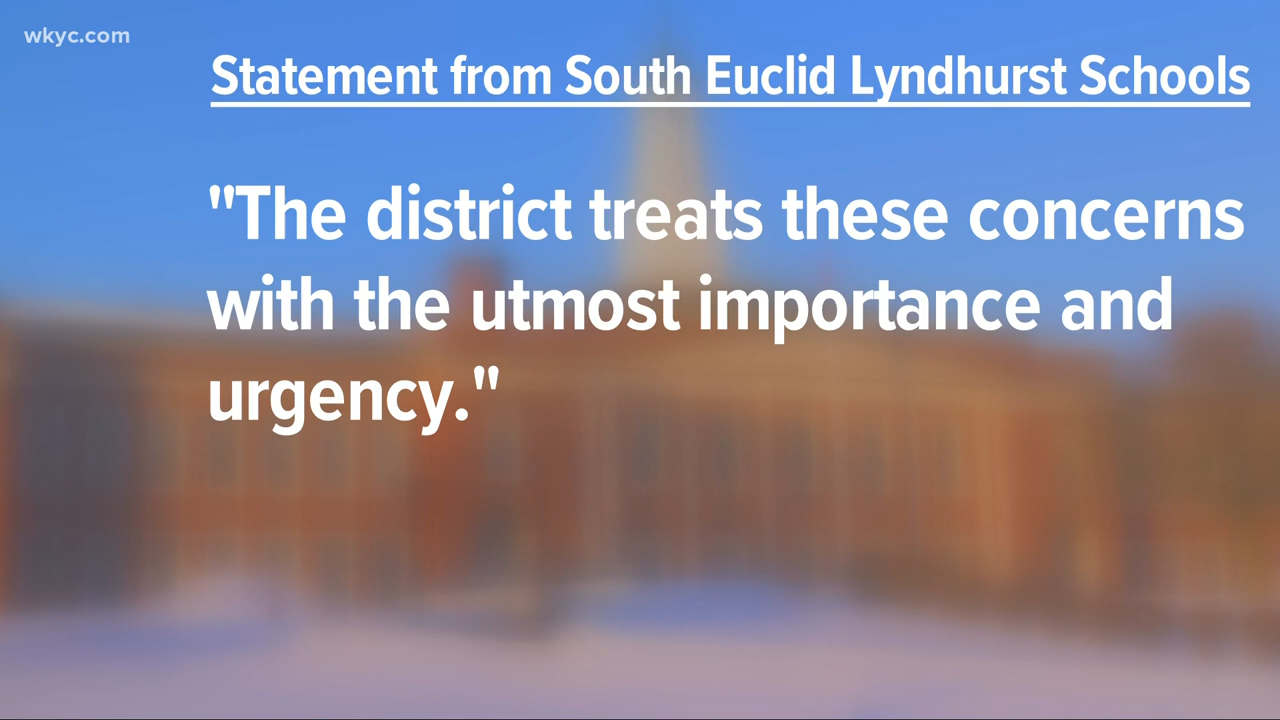 wkyc.com
Statement from South Euclid Lyndhurst Schools
"The district treats these concerns
with the utmost importance and
urgency."